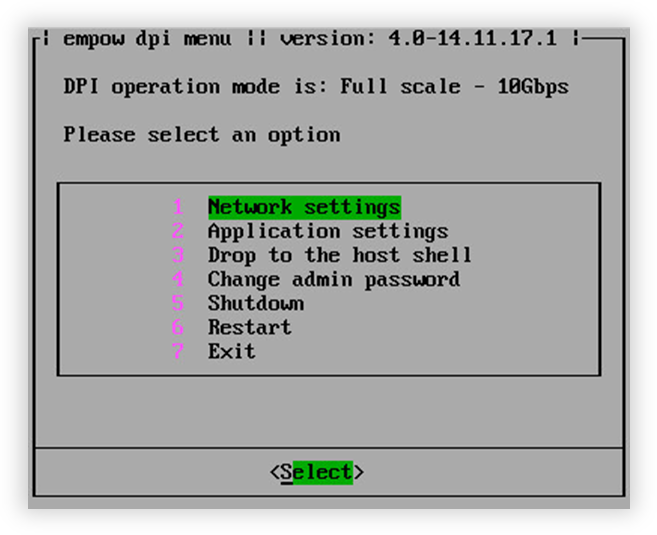 empow dpi menu || version: 4.0-14.11.17.1
DPI operation mode is: Full scale - 10Gbps
Please select an option
1 Network settings
2 Application settings
3 Drop to the host shell
4 Change admin password
5 Shutdown
6 Restart
7 Exit
<Select>